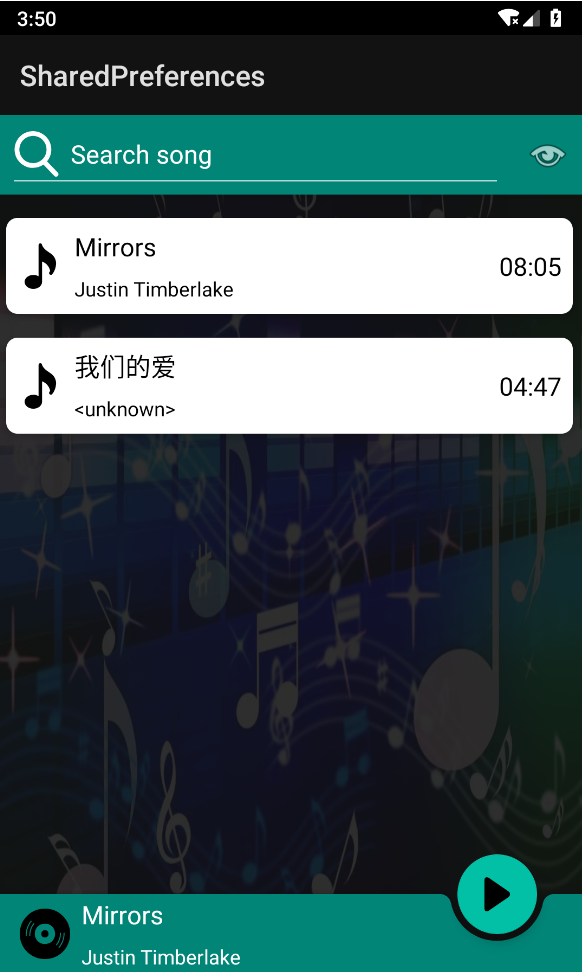 3:50
SharedPreferences
Search song
Mirrors
Justin Timberlake
08:05
我们的爱
<unknown>
04:47
Mirrors
Justin Timberlake